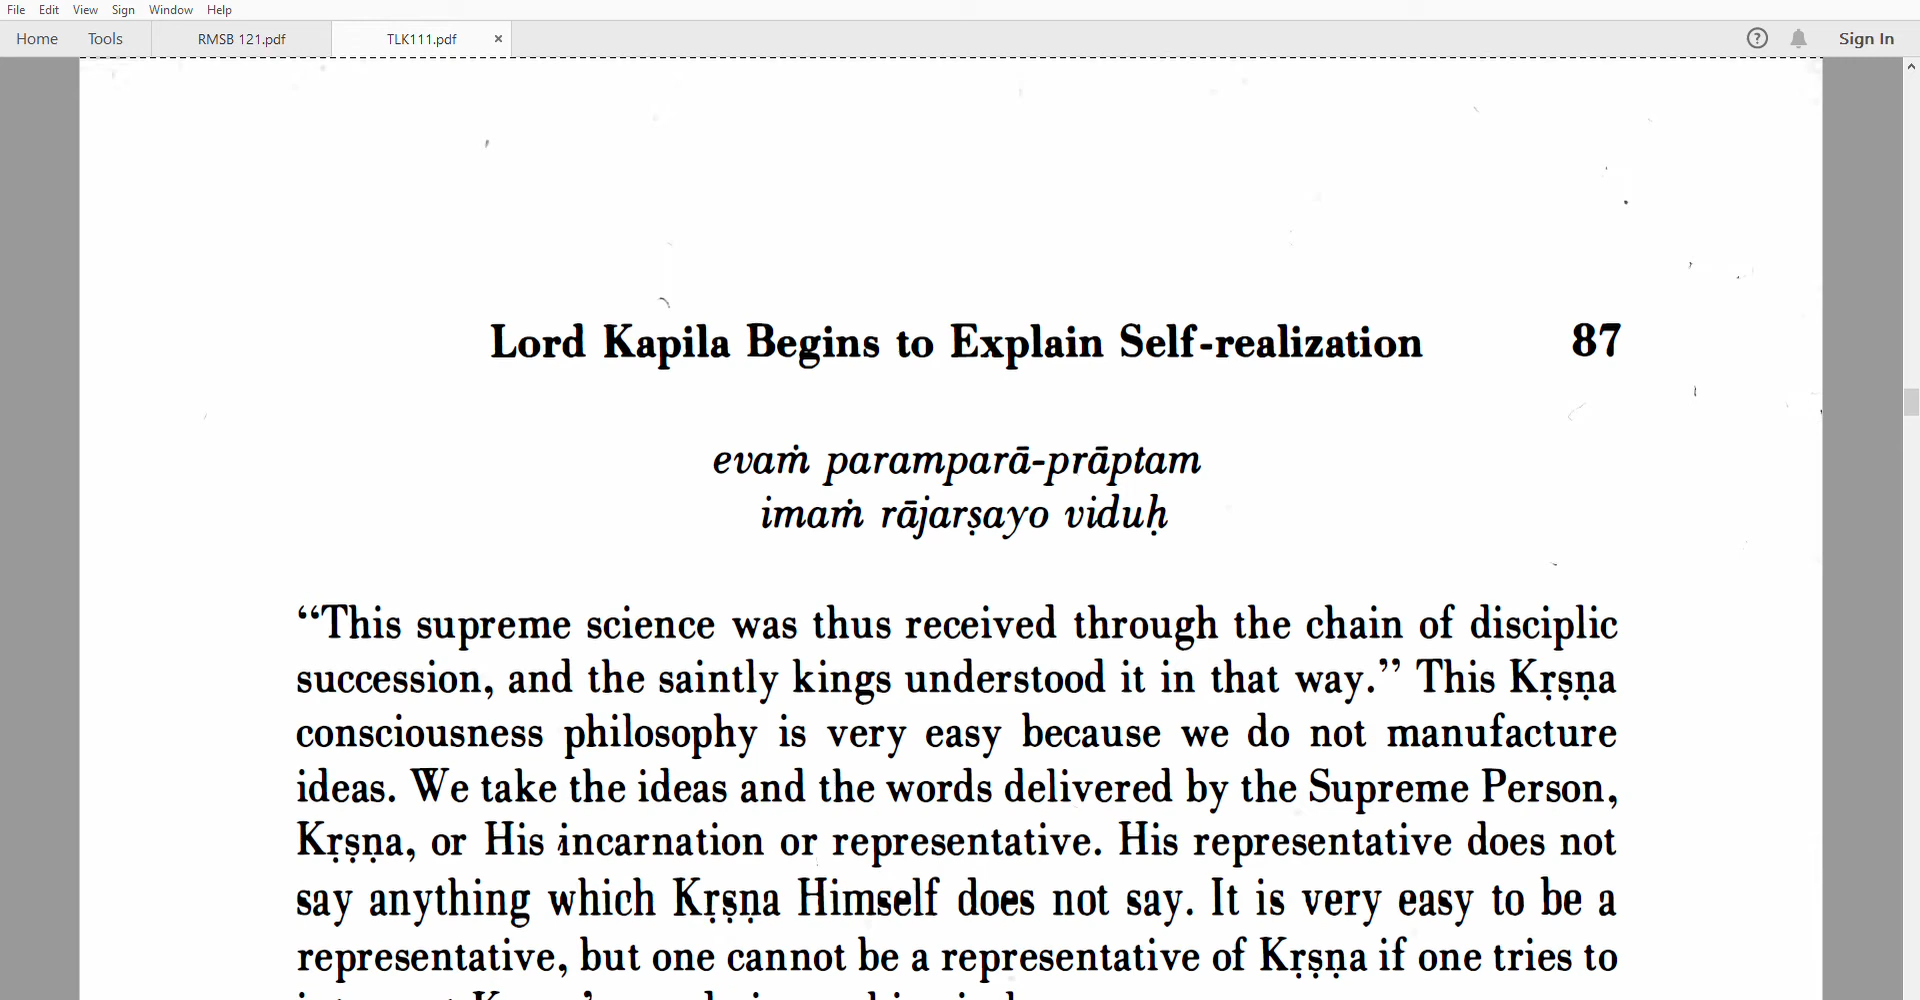 File Edit View Sign Window Help
Home Tools RMSB 121.pdf TLK111.pdf × ? Sign In
Lord Kapila Begins to Explain Self-realization 87
evaṁ paramparā-prāptam
imaṁ rājarṣayo viduḥ
“This supreme science was thus received through the chain of disciplic
succession, and the saintly kings understood it in that way.” This Kṛṣṇa
consciousness philosophy is very easy because we do not manufacture
ideas. We take the ideas and the words delivered by the Supreme Person,
Kṛṣṇa, or His incarnation or representative. His representative does not
say anything which Kṛṣṇa Himself does not say. It is very easy to be a
representative, but one cannot be a representative of Kṛṣṇa if one tries to